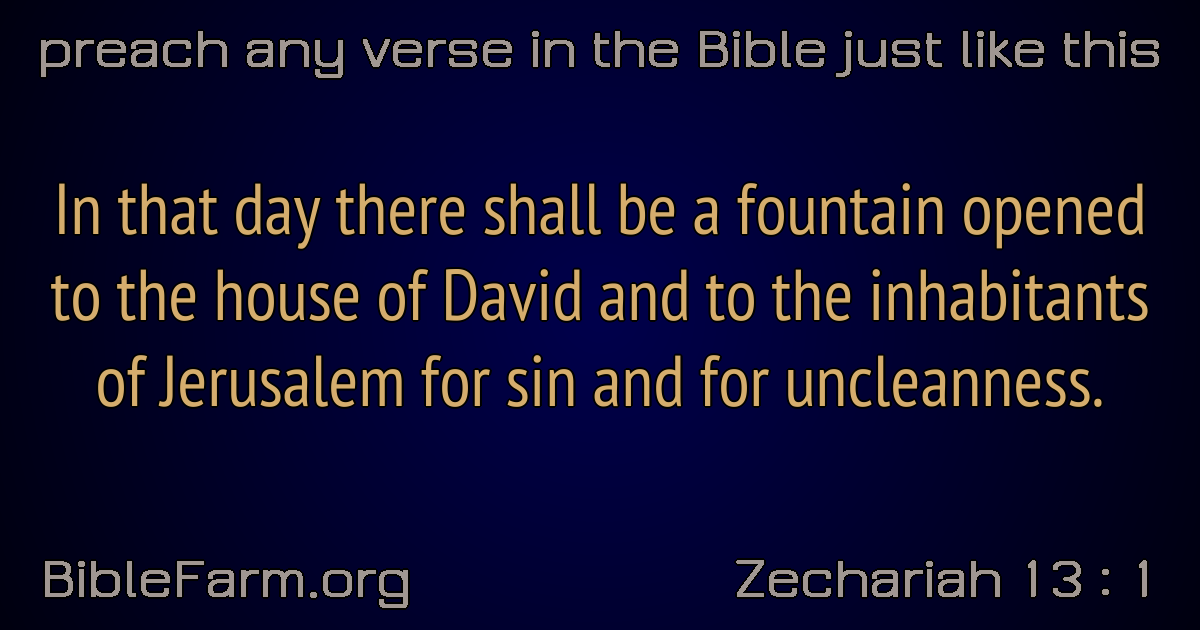 preach any verse in the Bible just like this
In that day there shall be a fountain opened
to the house of David and to the inhabitants
of Jerusalem for sin and for uncleanness.
BibleFarm.org
Zechariah 13 : 1